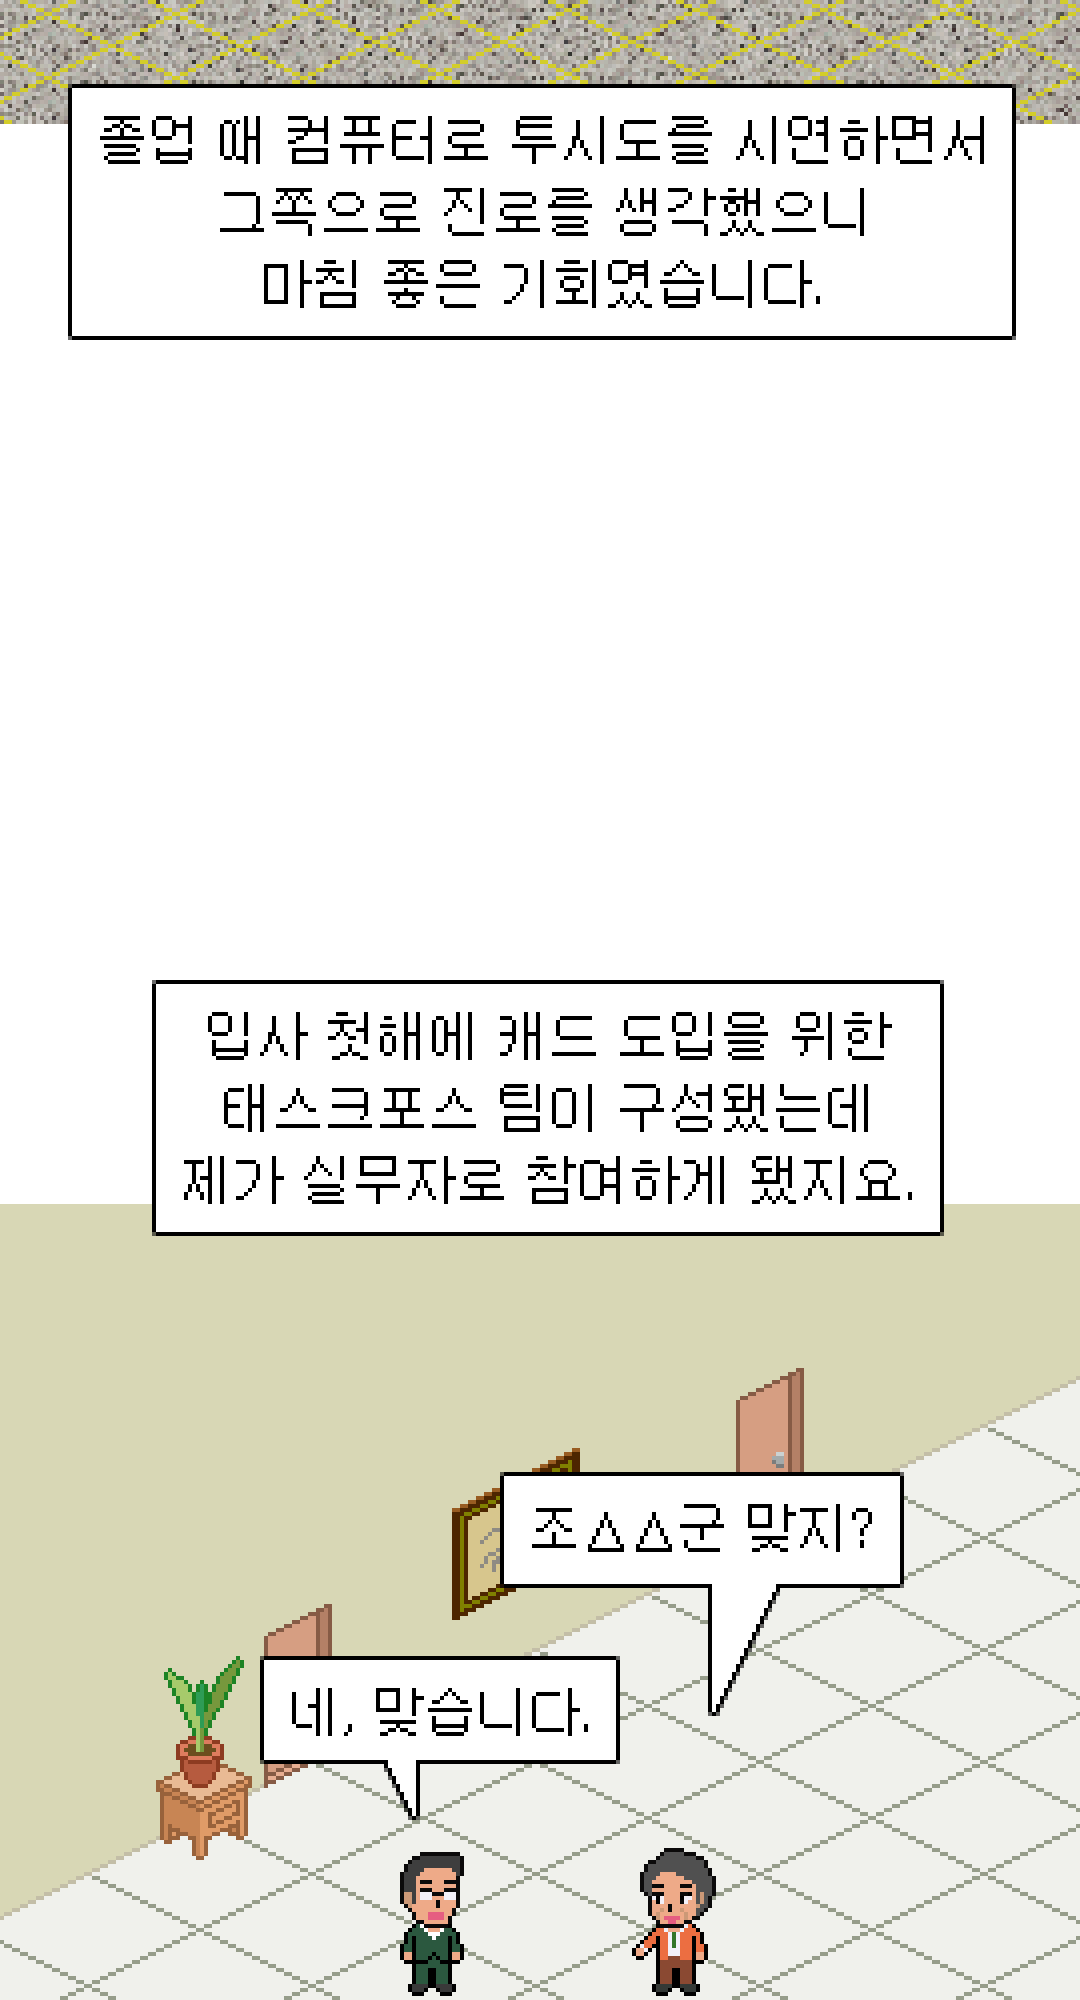 졸업 때 컴퓨터로 투시도를 시연하면서
그쪽으로 진로를 생각했으니
마침 좋은 기회였습니다.
입사 첫해에 캐드 도입을 위한
태스크포스 팀이 구성됐는데
제가 실무자로 참여하게 됐지요.
조△△군 맞지?
네, 맞습니다.